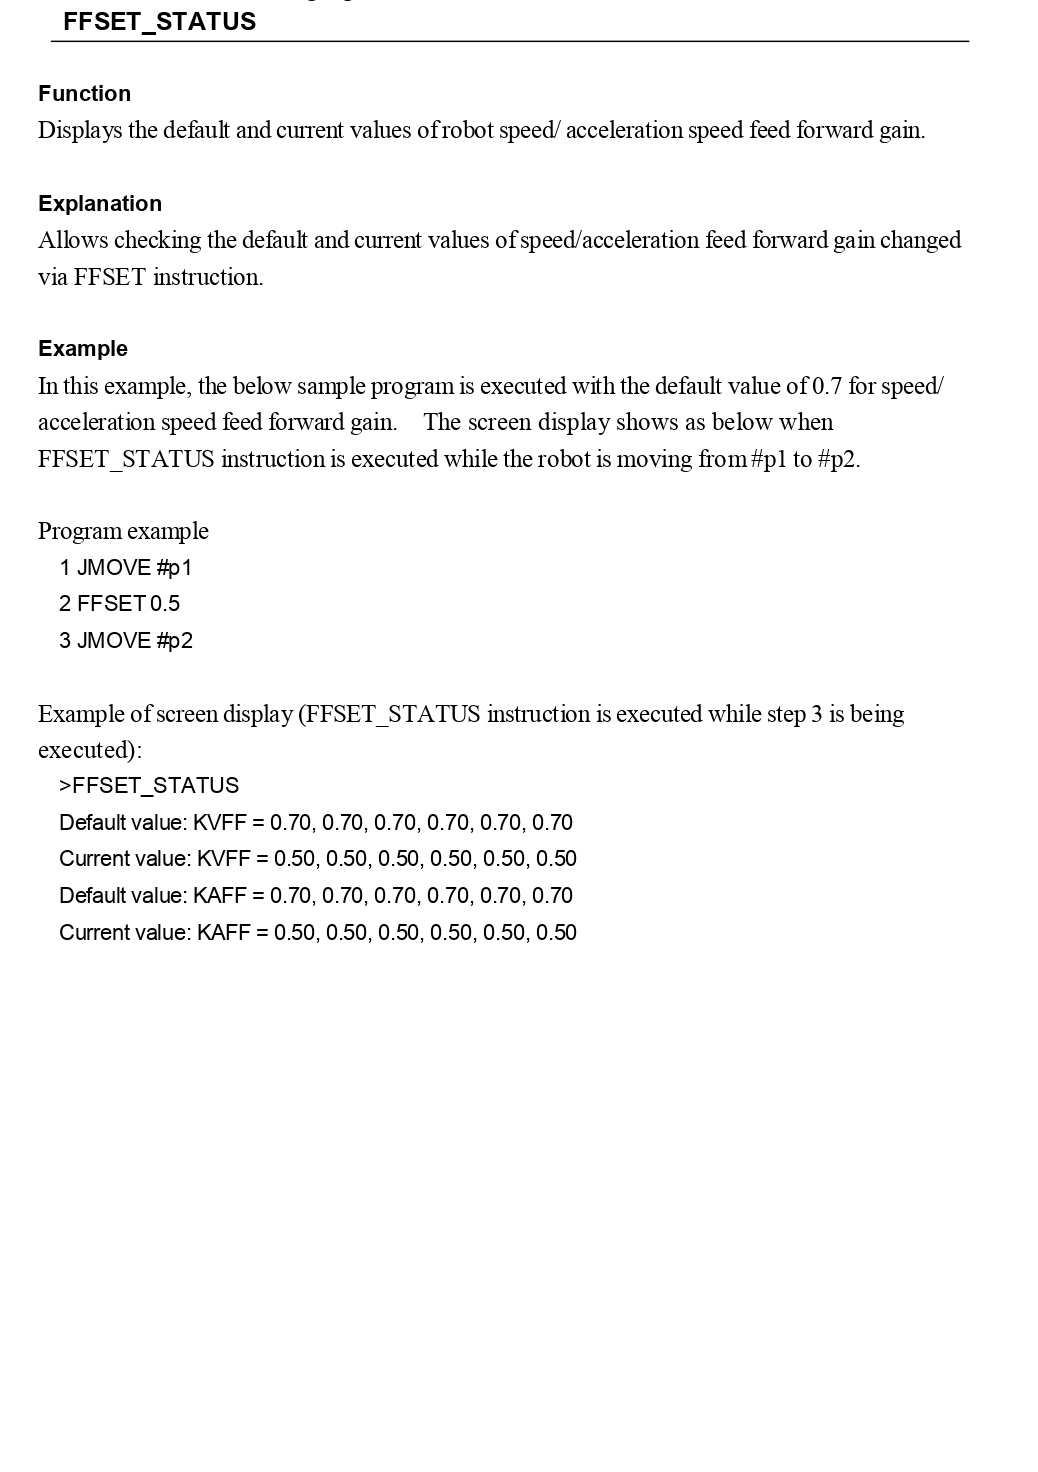 FFSET_STATUS
Function
Displays the default and current values of robot speed/ acceleration speed feed forward gain.
Explanation
Allows checking the default and current values of speed/acceleration feed forward gain changed
via FFSET instruction.
Example
In this example, the below sample program is executed with the default value of 0.7 for speed/
acceleration speed feed forward gain. The screen display shows as below when
FFSET_STATUS instruction is executed while the robot is moving from #p1 to #p2.
Program example
1 JMOVE #p1
2 FFSET 0.5
3 JMOVE #p2
Example of screen display (FFSET_STATUS instruction is executed while step 3 is being
executed):
>FFSET_STATUS
Default value: KVFF = 0.70, 0.70, 0.70, 0.70, 0.70, 0.70
Current value: KVFF = 0.50, 0.50, 0.50, 0.50, 0.50, 0.50
Default value: KAFF = 0.70, 0.70, 0.70, 0.70, 0.70, 0.70
Current value: KAFF = 0.50, 0.50, 0.50, 0.50, 0.50, 0.50